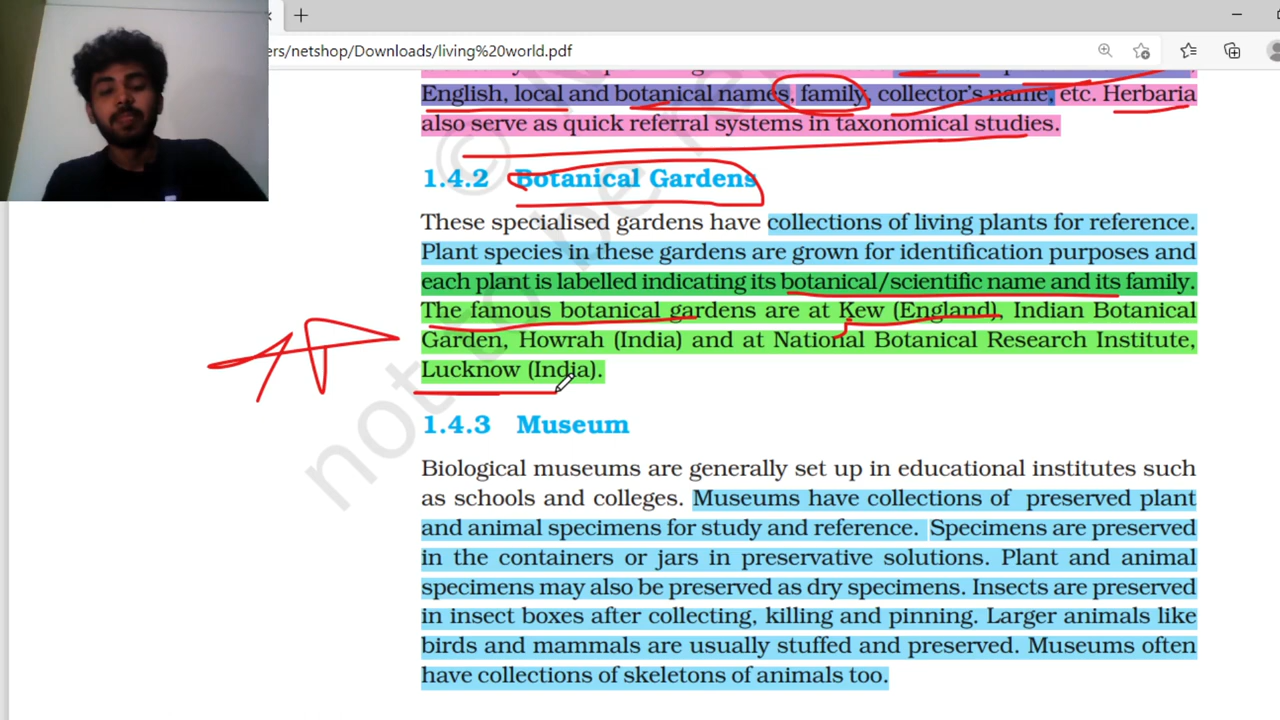 ers/netshop/Downloads/living%20world.pdf
English, local and botanical names, family, collector's name, etc. Herbaria
also serve as quick referral systems in taxonomical studies.
1.4.2 Botanical Gardens
These specialised gardens have collections of living plants for reference.
Plant species in these gardens are grown for identification purposes and
each plant is labelled indicating its botanical/scientific name and its family.
The famous botanical gardens are at Kew (England), Indian Botanical
Garden, Howrah (India) and at National Botanical Research Institute,
Lucknow (India).
1.4.3 Museum
Biological museums are generally set up in educational institutes such
as schools and colleges. Museums have collections of preserved plant
and animal specimens for study and reference. Specimens are preserved
in the containers or jars in preservative solutions. Plant and animal
specimens may also be preserved as dry specimens. Insects are preserved
in insect boxes after collecting, killing and pinning. Larger animals like
birds and mammals are usually stuffed and preserved. Museums often
have collections of skeletons of animals too.
not to be